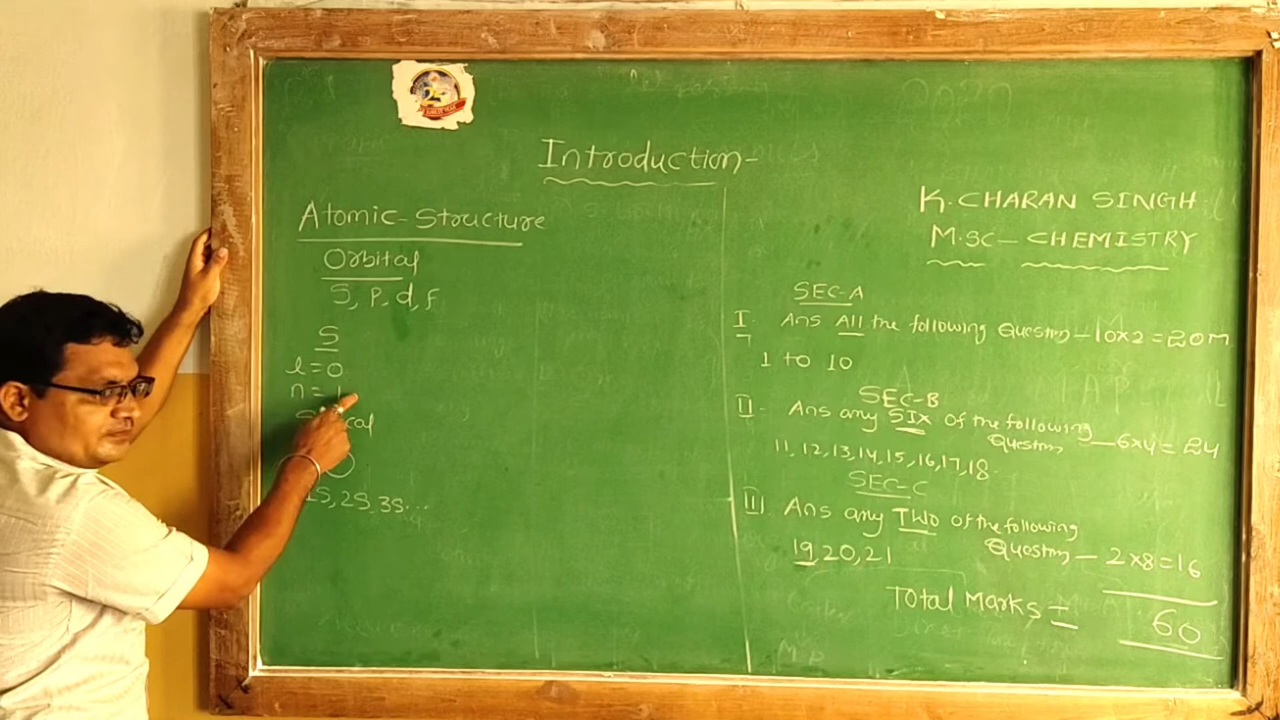 Introduction-
Atomic-Structure
Orbital
S, P, d, f
S
l=0
n=1
1S, 2S, 3S...
K. CHARAN SINGH
M.SC- CHEMISTRY
SEC-A
I. Ans All the following Question - 10x2 = 20M
1 to 10
SEC-B
II. Ans any SIX of the following
Question - 6x4 = 24
11, 12, 13, 14, 15, 16, 17, 18.
SEC-C
III. Ans any TWO of the following
Question - 2x8 = 16
19, 20, 21
Total Marks ±
60